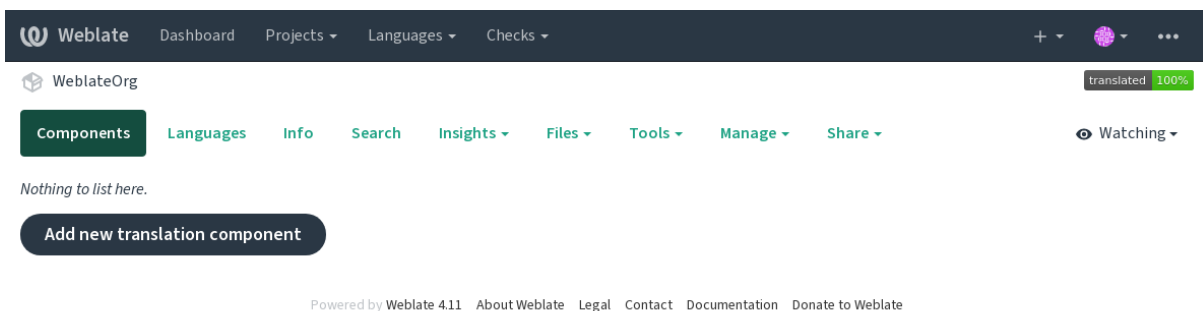 Weblate Dashboard Projects Languages Checks + •••
WeblateOrg translated 100%
Components Languages Info Search Insights Files Tools Manage Share Watching
Nothing to list here.
Add new translation component
Powered by Weblate 4.11 About Weblate Legal Contact Documentation Donate to Weblate